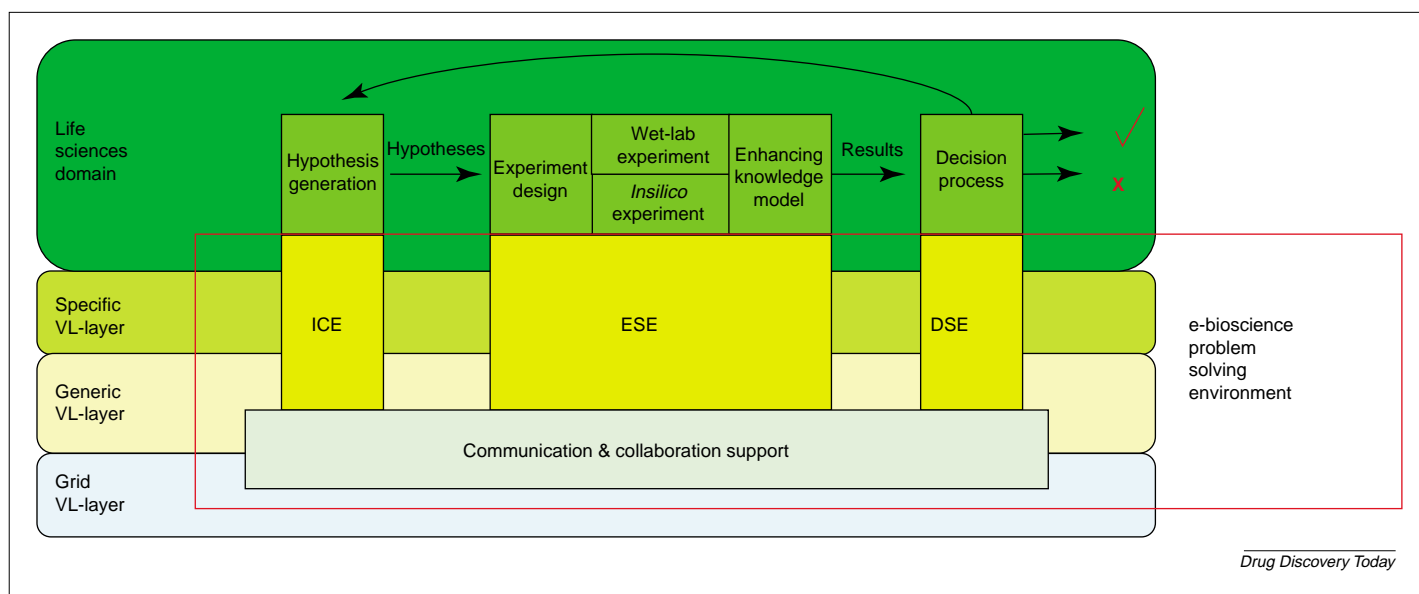 Life
sciences
domain
Hypothesis
generation
Hypotheses
Experiment
design
Wet-lab
experiment
Insilico
experiment
Enhancing
knowledge
model
Results
Decision
process
x
Specific
VL-layer
ICE
ESE
DSE
e-bioscience
problem
solving
environment
Generic
VL-layer
Communication & collaboration support
Grid
VL-layer
Drug Discovery Today